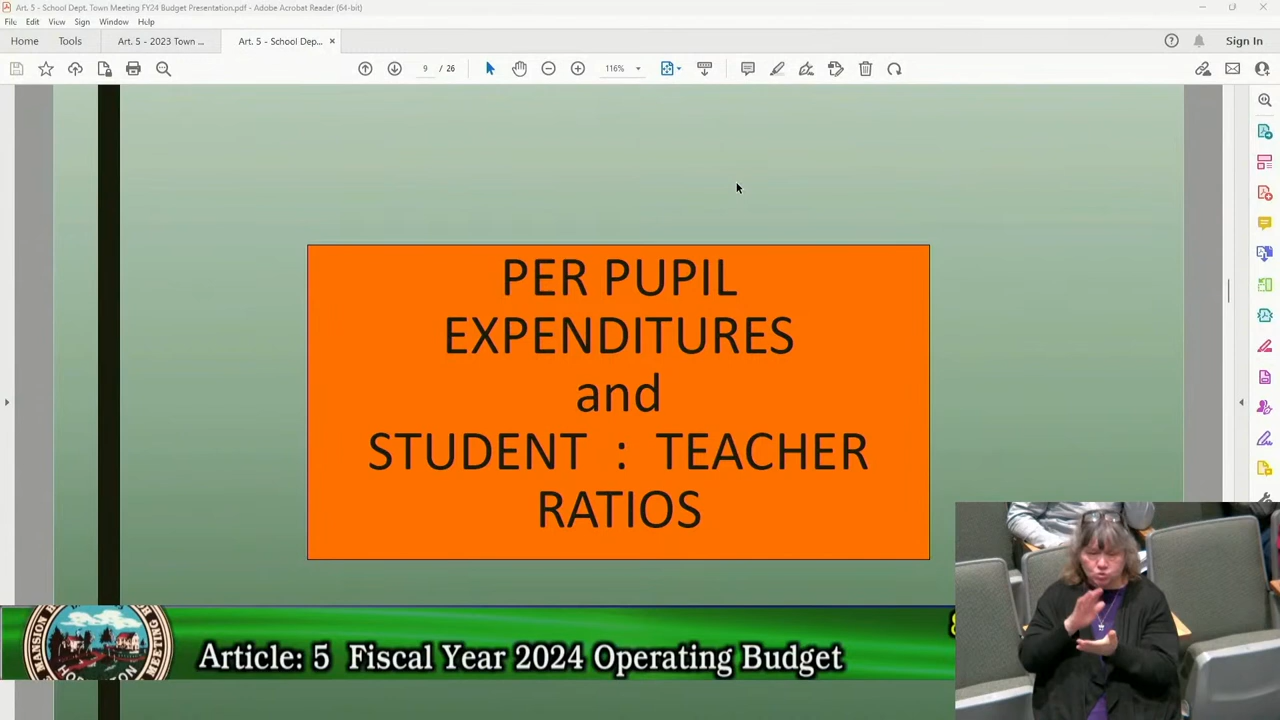 Art. 5 - School Dept. Town Meeting FY24 Budget Presentation.pdf - Adobe Acrobat Reader (64-bit)
File Edit View Sign Window Help
Home Tools Art. 5 - 2023 Town ... Art. 5 - School Dep... × Sign In
9 / 26 116%
PER PUPIL
EXPENDITURES
and
STUDENT : TEACHER
RATIOS
Article: 5 Fiscal Year 2024 Operating Budget